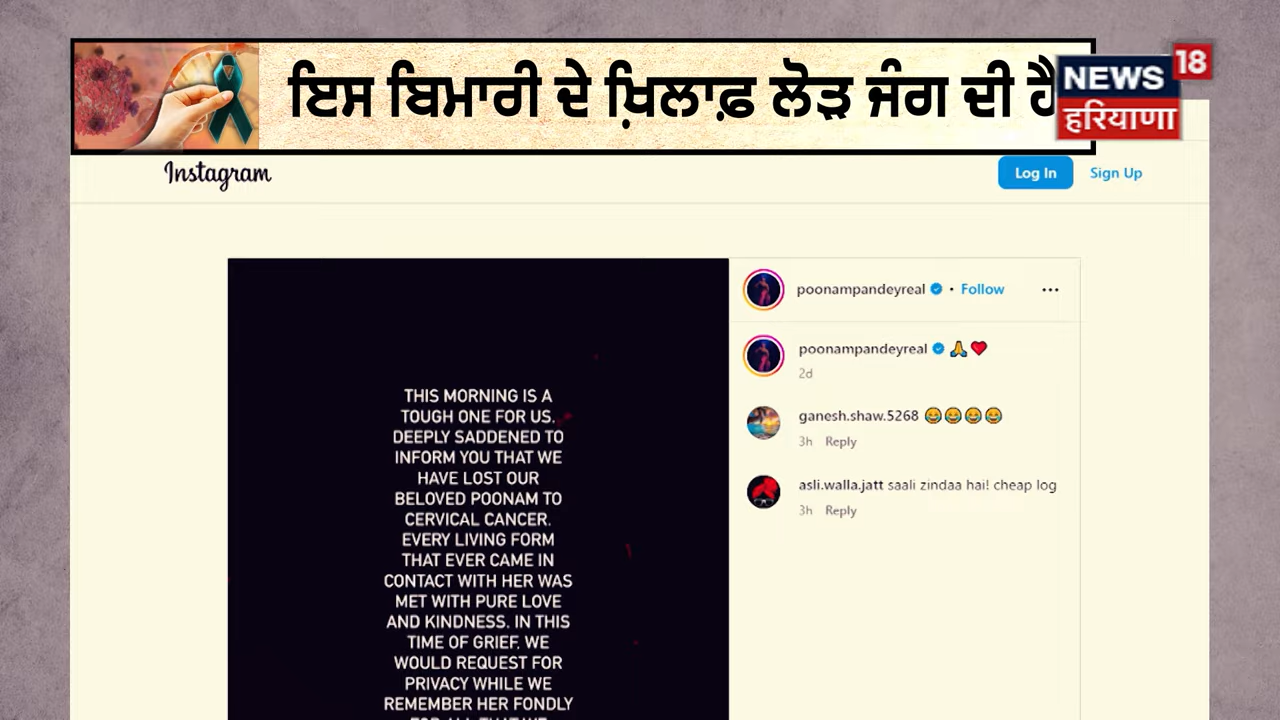 ਇਸ ਬਿਮਾਰੀ ਦੇ ਖ਼ਿਲਾਫ਼ ਲੋੜ ਜੰਗ ਦੀ ਹੈ
NEWS 18
हरियाणा
Instagram
Log In
Sign Up
THIS MORNING IS A
TOUGH ONE FOR US.
DEEPLY SADDENED TO
INFORM YOU THAT WE
HAVE LOST OUR
BELOVED POONAM TO
CERVICAL CANCER.
EVERY LIVING FORM
THAT EVER CAME IN
CONTACT WITH HER WAS
MET WITH PURE LOVE
AND KINDNESS. IN THIS
TIME OF GRIEF, WE
WOULD REQUEST FOR
PRIVACY WHILE WE
REMEMBER HER FONDLY
FOR ALL THAT WE
poonampandeyreal • Follow
poonampandeyreal 🙏❤️
2d
ganesh.shaw.5268 😂😂😂😂
3h Reply
asli.walla.jatt saali zindaa hai! cheap log
3h Reply